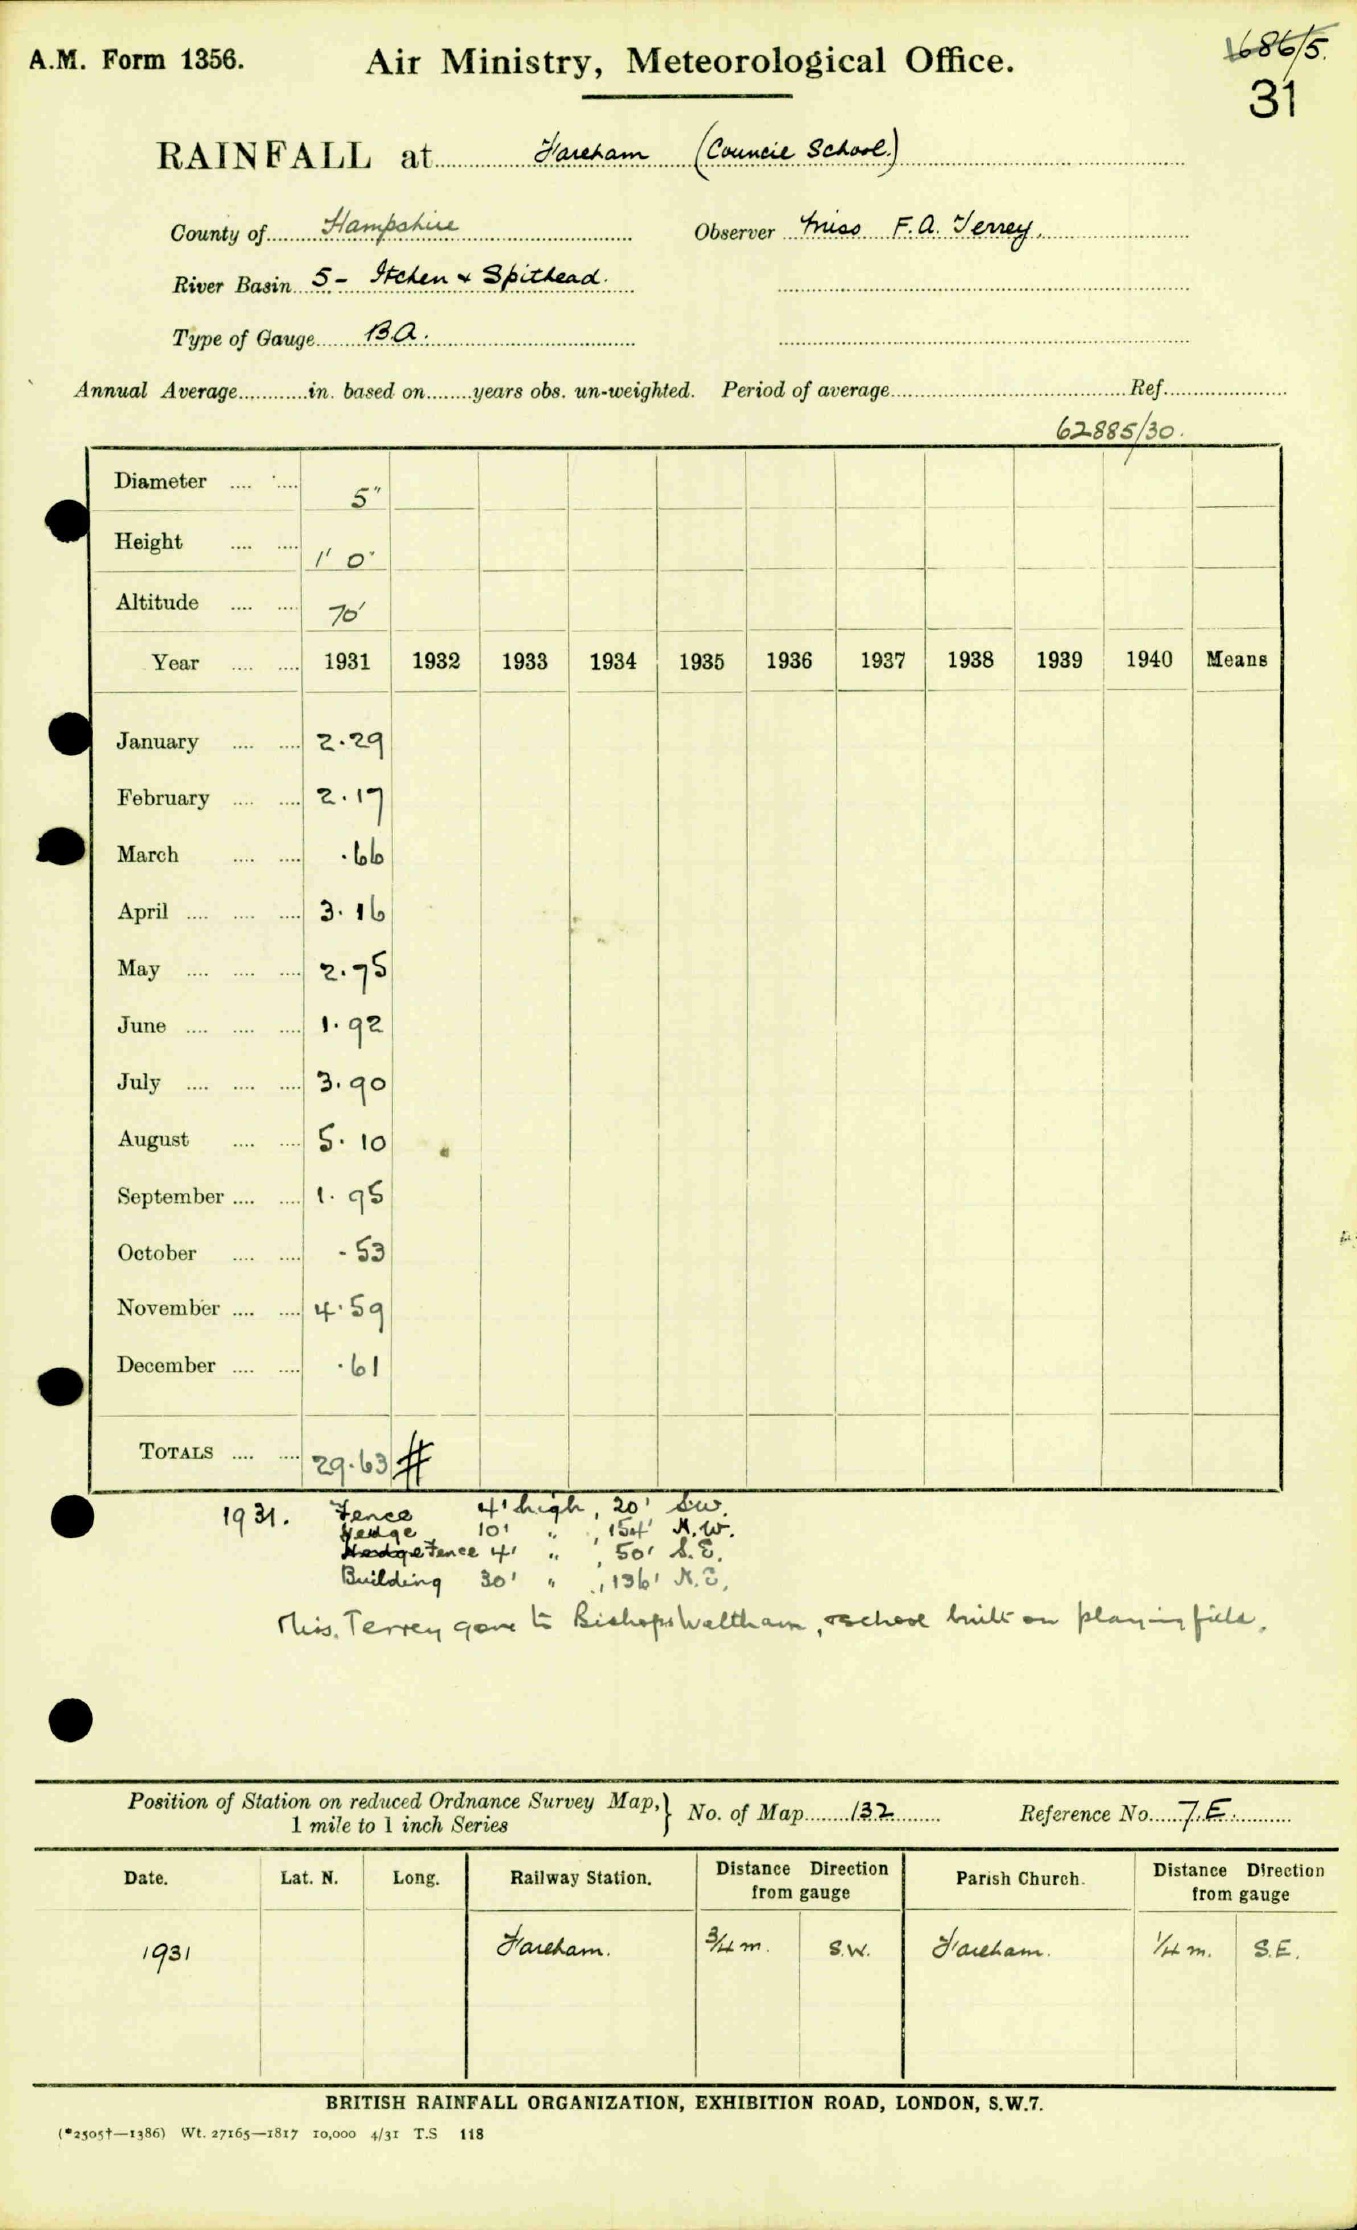 A.M. Form 1356.
Air Ministry, Meteorological Office.
1686/5.
31
RAINFALL at Fareham (Council School.)
County of Hampshire Observer Miss F.A. Terrey.
River Basin 5- Itchen & Spithead.
Type of Gauge B.A.
Annual Average in. based on years obs. un-weighted. Period of average Ref.
62885/30.
Diameter 5"
Height 1' 0"
Altitude 70'
Year 1931 1932 1933 1934 1935 1936 1937 1938 1939 1940 Means
January 2.29
February 2.17
March .66
April 3.16
May 2.75
June 1.92
July 3.90
August 5.10
September 1.95
October .53
November 4.59
December .61
TOTALS 29.63 #
1931. Fence 4' high, 20' S.W.
Hedge 10' " , 154' N.W.
Hedge Fence 4' " , 50' S.E.
Building 30' " , 136' N.E.
Miss. Terrey gone to Bishops Waltham, & school built on playing field.
Position of Station on reduced Ordnance Survey Map,} No. of Map 132 Reference No. 7.E.
1 mile to 1 inch Series
Date. Lat. N. Long. Railway Station. Distance Direction from gauge Parish Church. Distance Direction from gauge
1931 Fareham. 3/4 m. S.W. Fareham. 1/4 m. S.E.
BRITISH RAINFALL ORGANIZATION, EXHIBITION ROAD, LONDON, S.W.7.
(*2505†—1386) Wt. 27165—1817 10,000 4/31 T.S 118